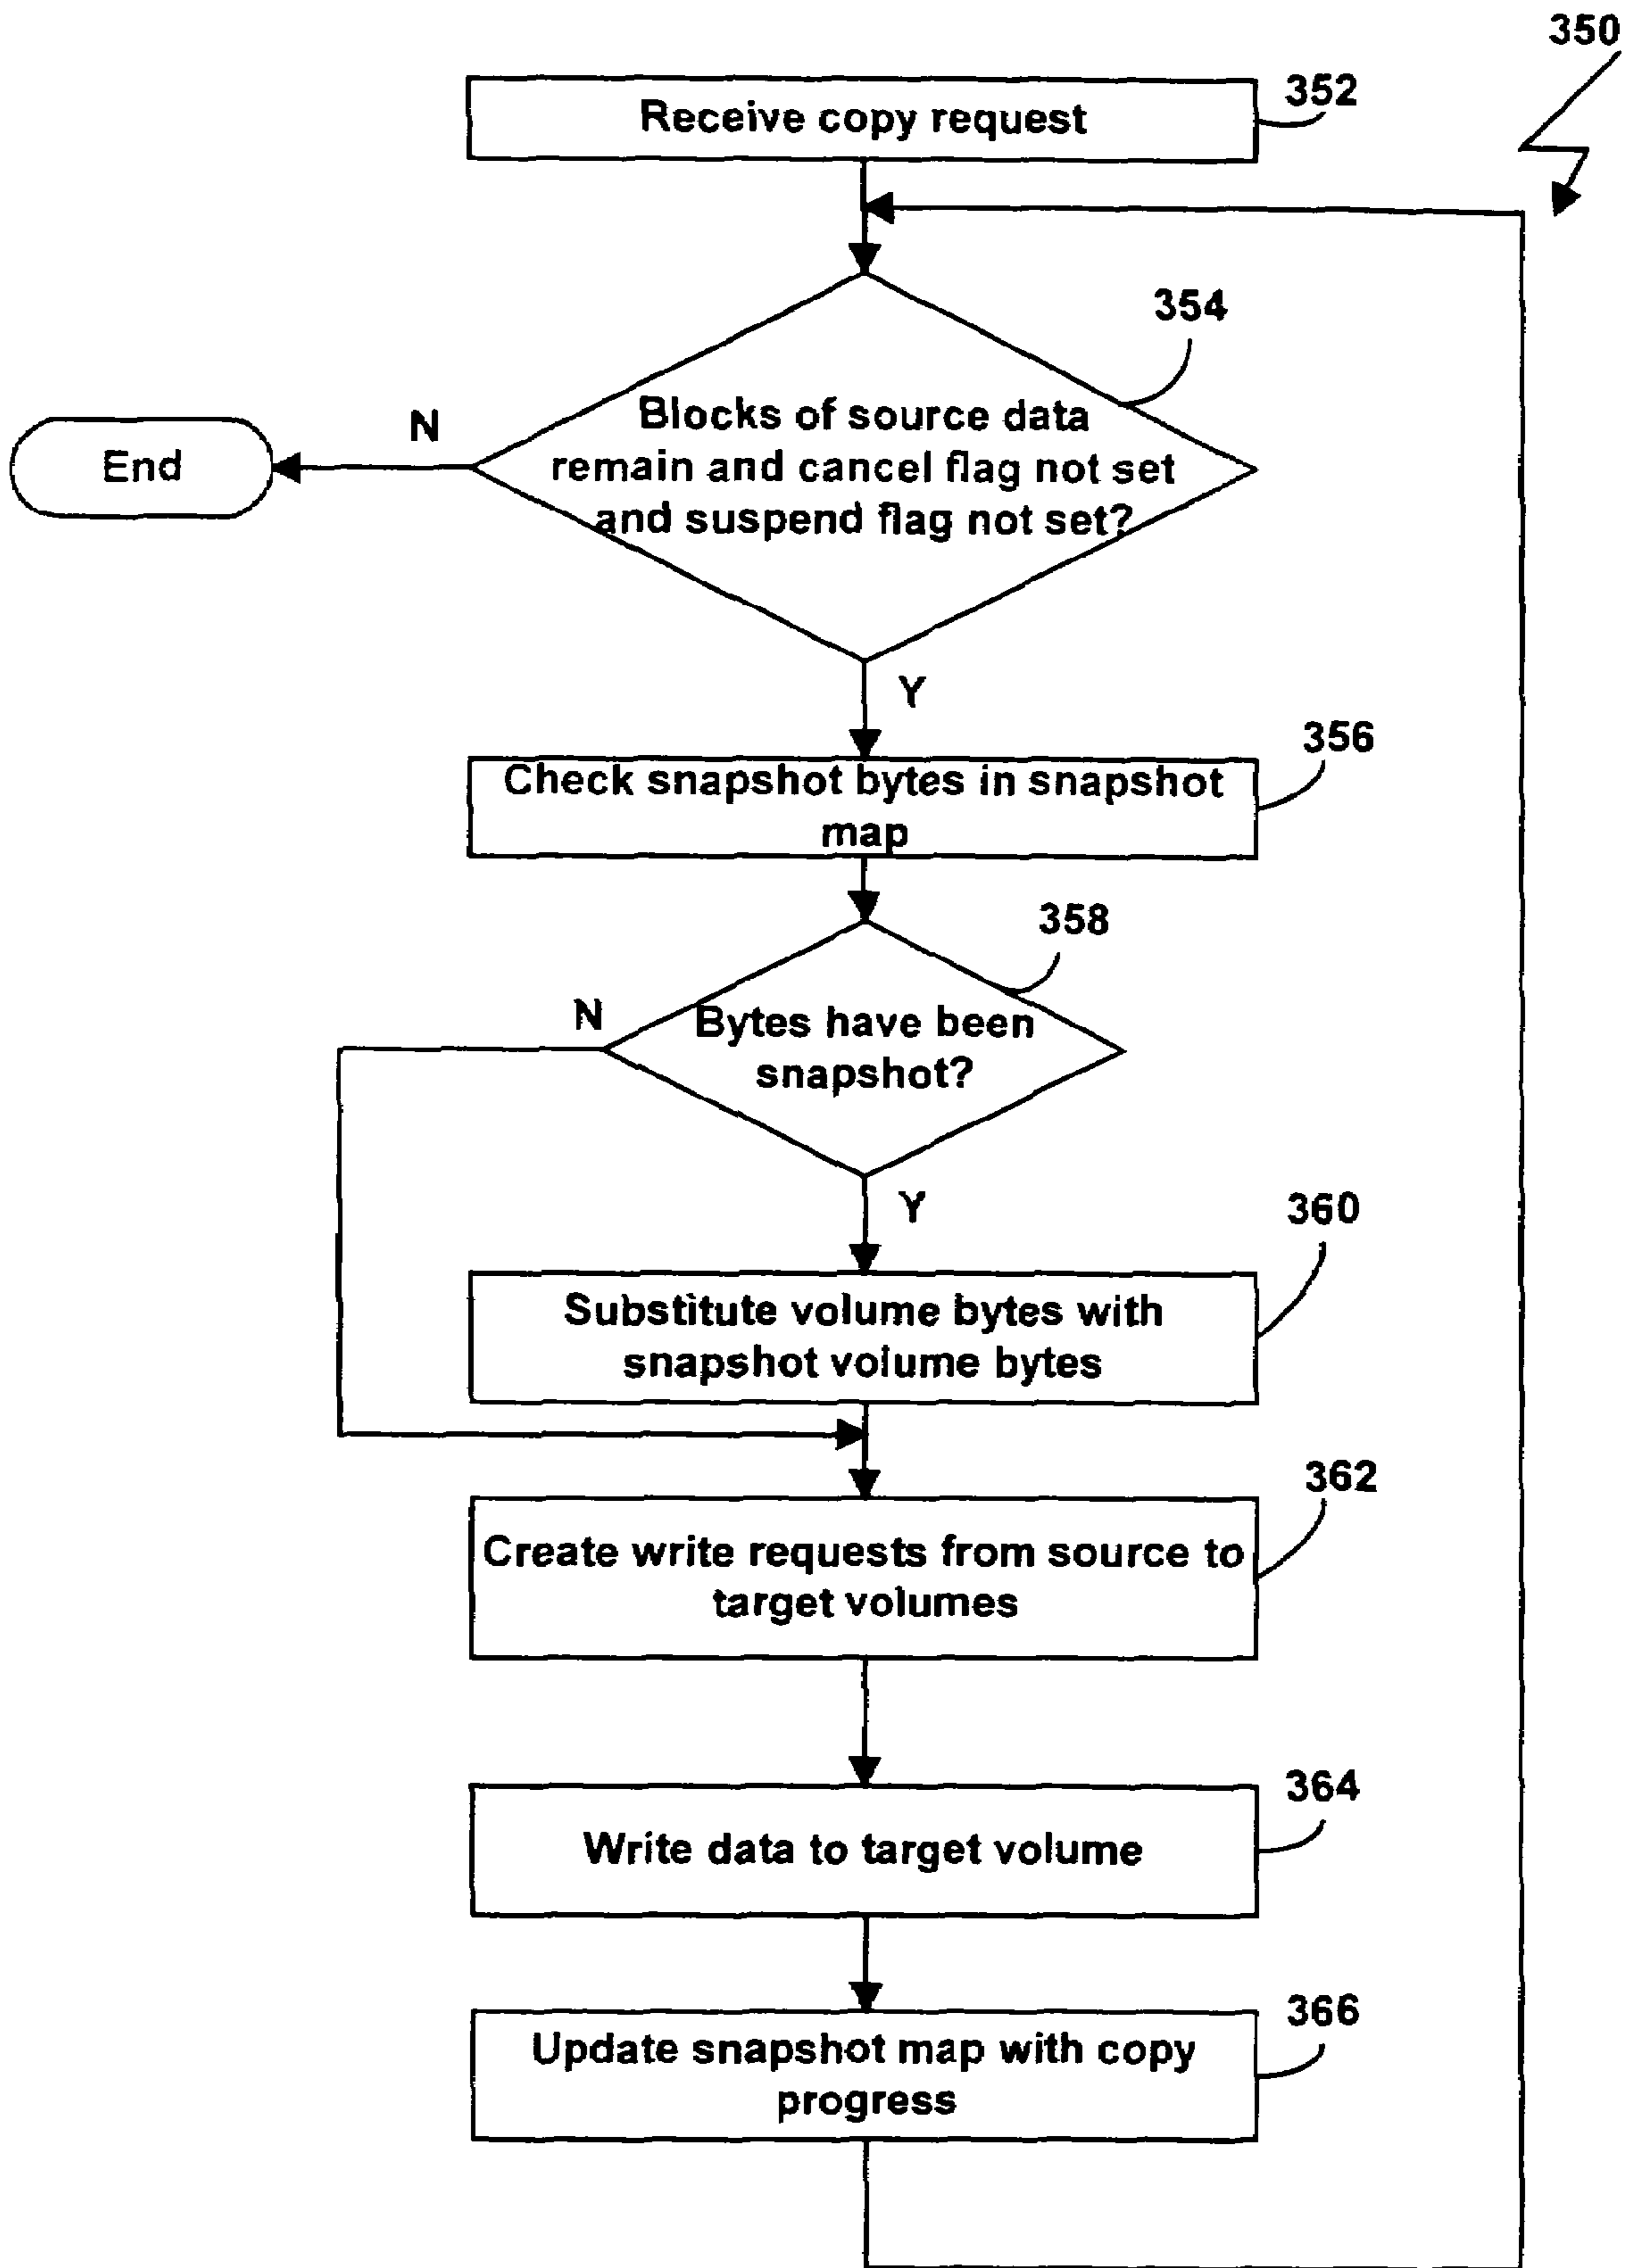 350
352
Receive copy request
354
Blocks of source data
remain and cancel flag not set
and suspend flag not set?
N
End
Y
356
Check snapshot bytes in snapshot
map
358
N
Bytes have been
snapshot?
Y
360
Substitute volume bytes with
snapshot volume bytes
362
Create write requests from source to
target volumes
364
Write data to target volume
366
Update snapshot map with copy
progress